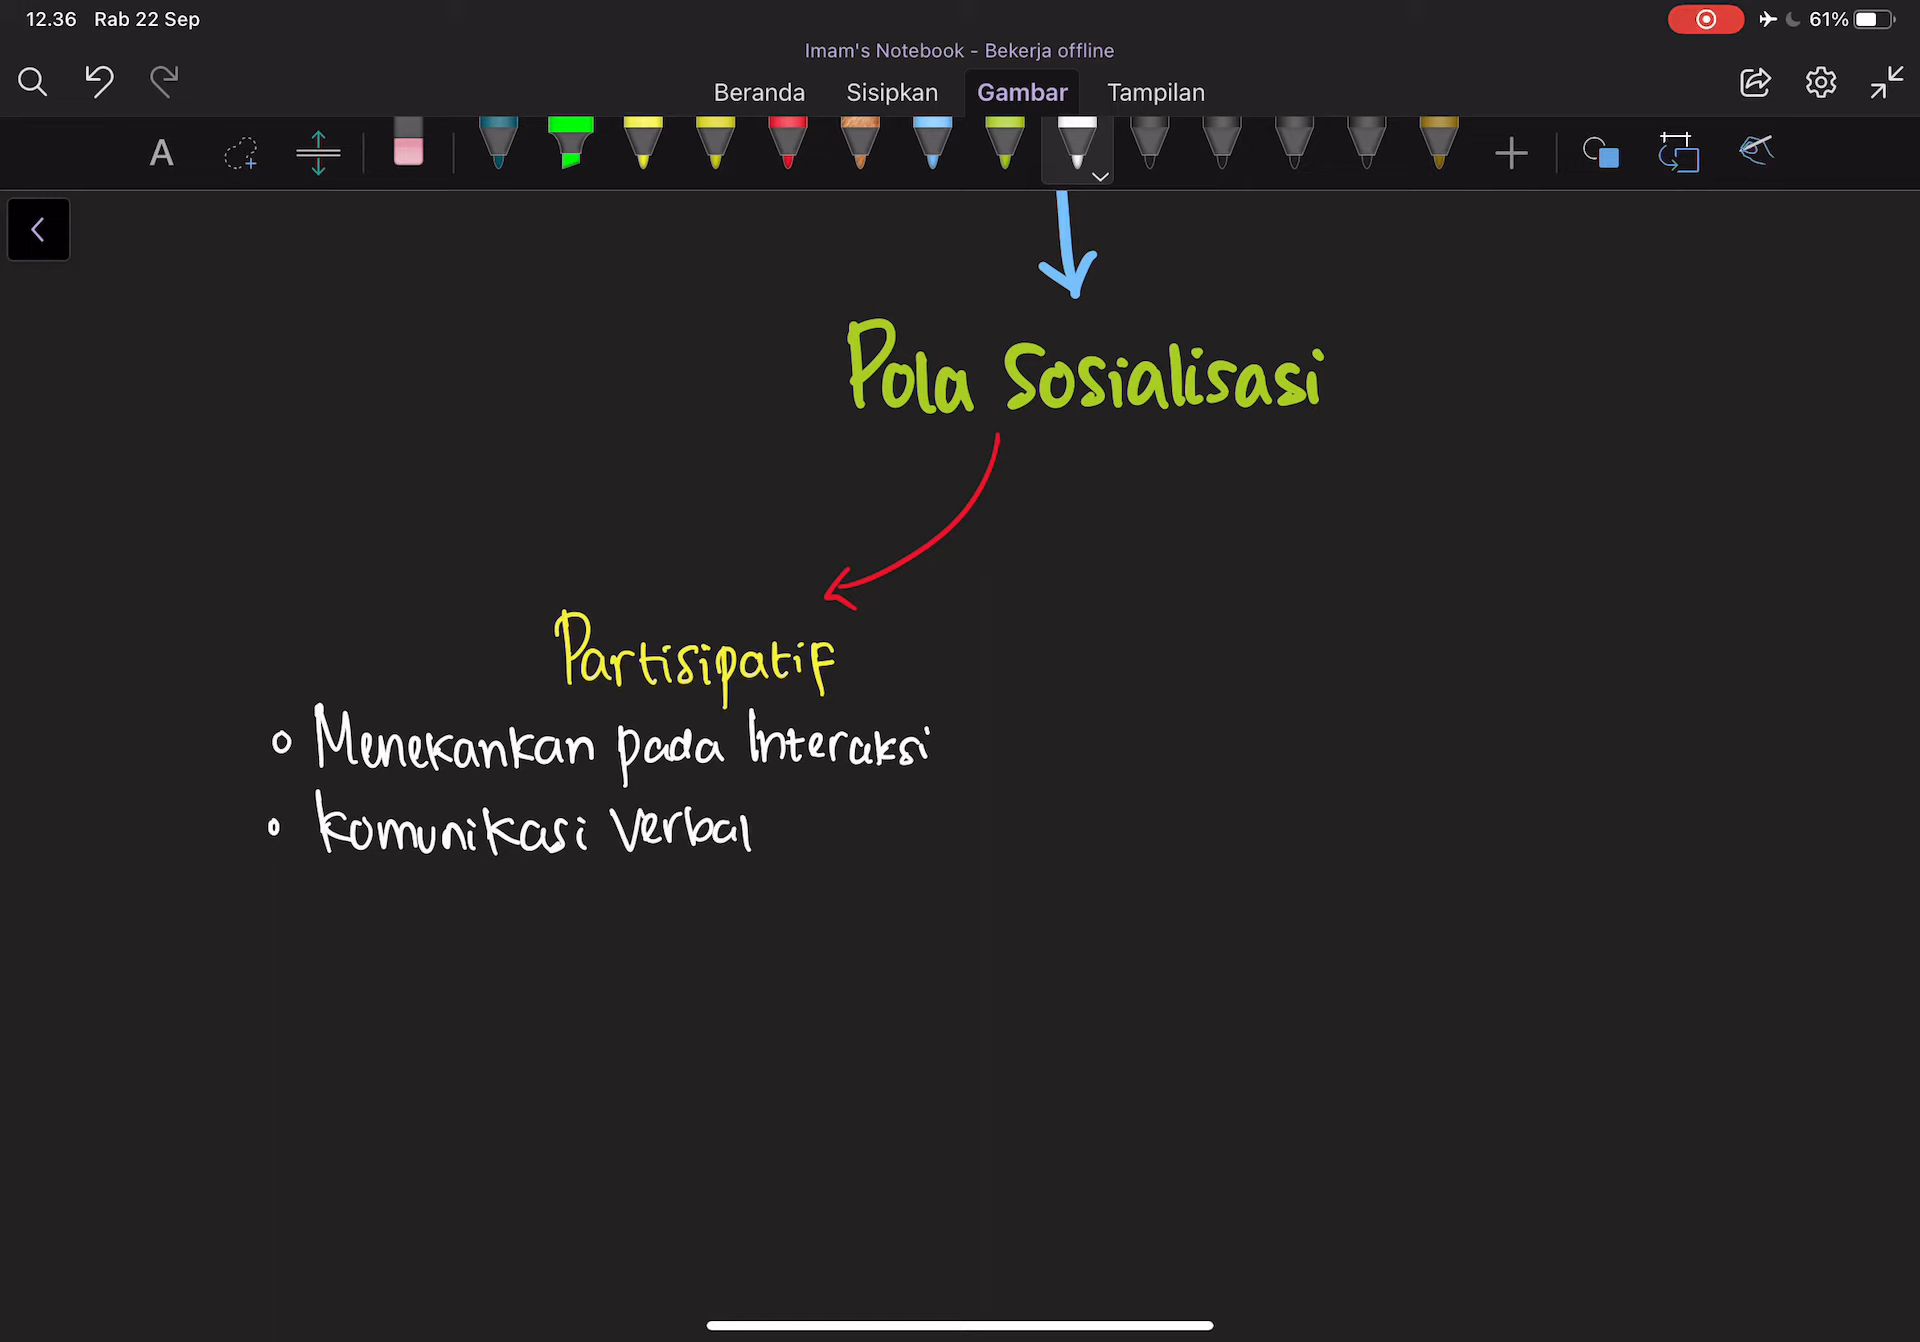 12.36 Rab 22 Sep
61%
Imam's Notebook - Bekerja offline
Beranda Sisipkan Gambar Tampilan
A
Pola Sosialisasi
Partisipatif
Menekankan pada Interaksi
Komunikasi Verbal